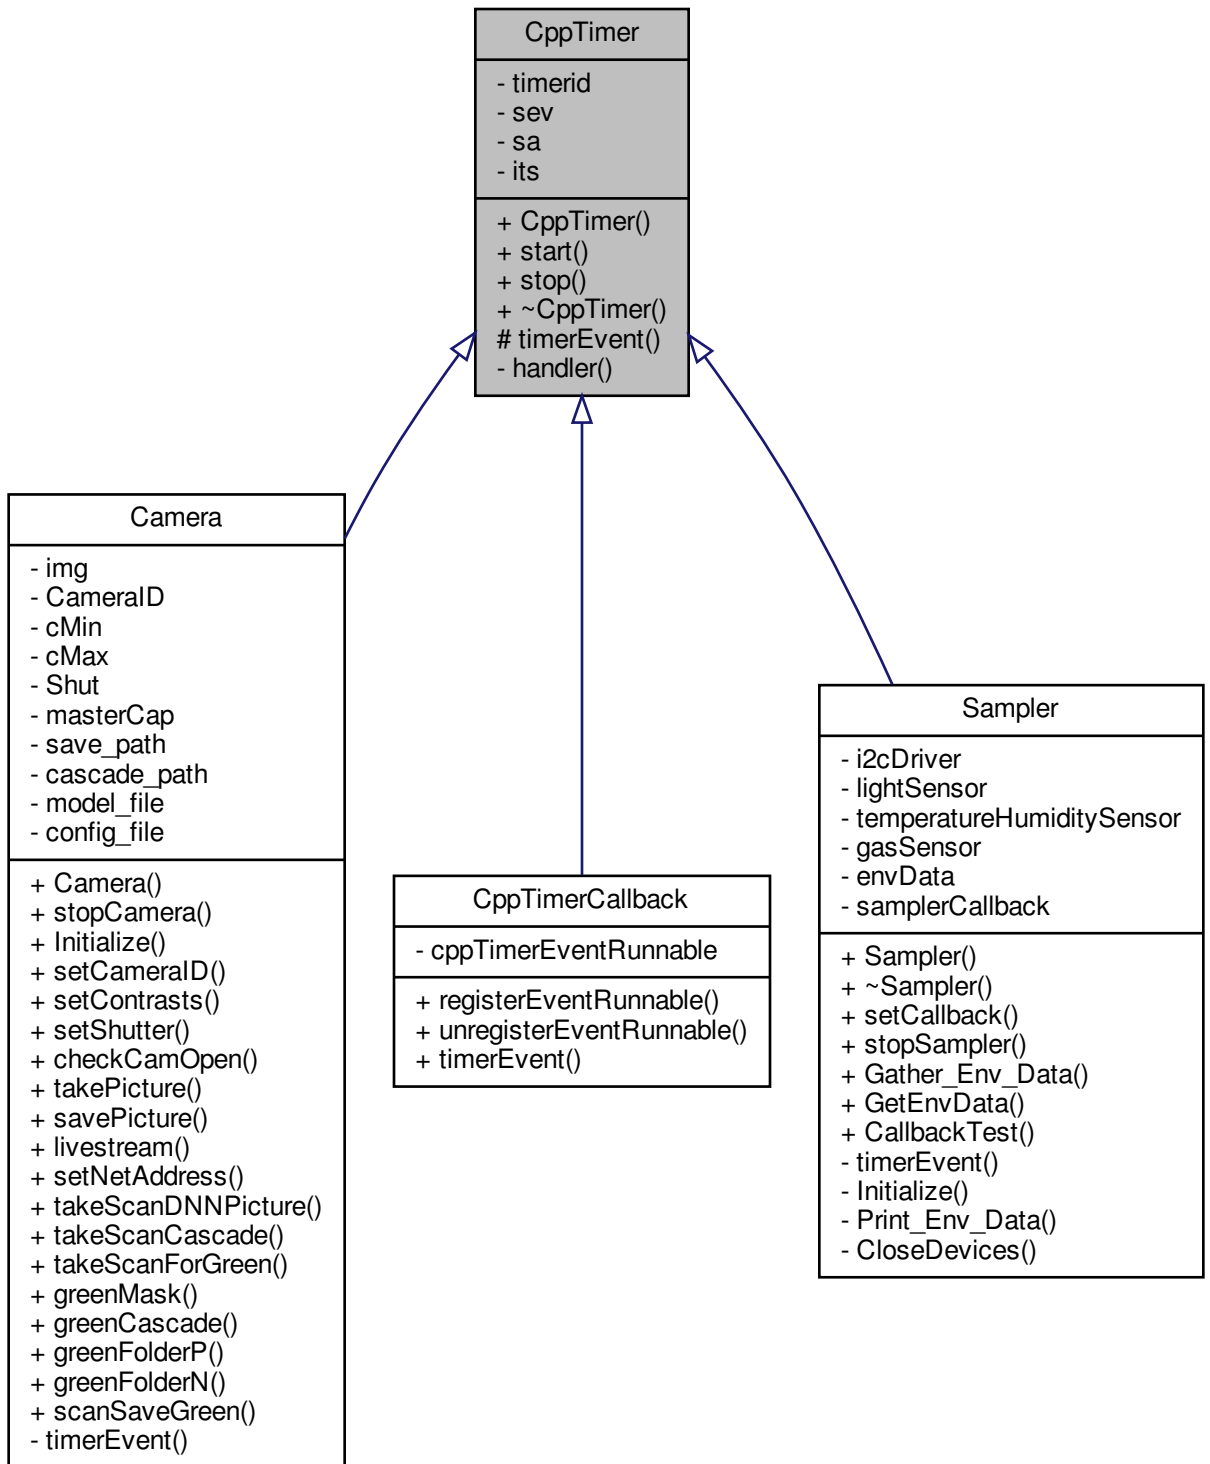 CppTimer
- timerid
- sev
- sa
- its
+ CppTimer()
+ start()
+ stop()
+ ~CppTimer()
# timerEvent()
- handler()
Camera
- img
- CameraID
- cMin
- cMax
- Shut
- masterCap
- save_path
- cascade_path
- model_file
- config_file
+ Camera()
+ stopCamera()
+ Initialize()
+ setCameraID()
+ setContrasts()
+ setShutter()
+ checkCamOpen()
+ takePicture()
+ savePicture()
+ livestream()
+ setNetAddress()
+ takeScanDNNPicture()
+ takeScanCascade()
+ takeScanForGreen()
+ greenMask()
+ greenCascade()
+ greenFolderP()
+ greenFolderN()
+ scanSaveGreen()
- timerEvent()
CppTimerCallback
- cppTimerEventRunnable
+ registerEventRunnable()
+ unregisterEventRunnable()
+ timerEvent()
Sampler
- i2cDriver
- lightSensor
- temperatureHumiditySensor
- gasSensor
- envData
- samplerCallback
+ Sampler()
+ ~Sampler()
+ setCallback()
+ stopSampler()
+ Gather_Env_Data()
+ GetEnvData()
+ CallbackTest()
- timerEvent()
- Initialize()
- Print_Env_Data()
- CloseDevices()